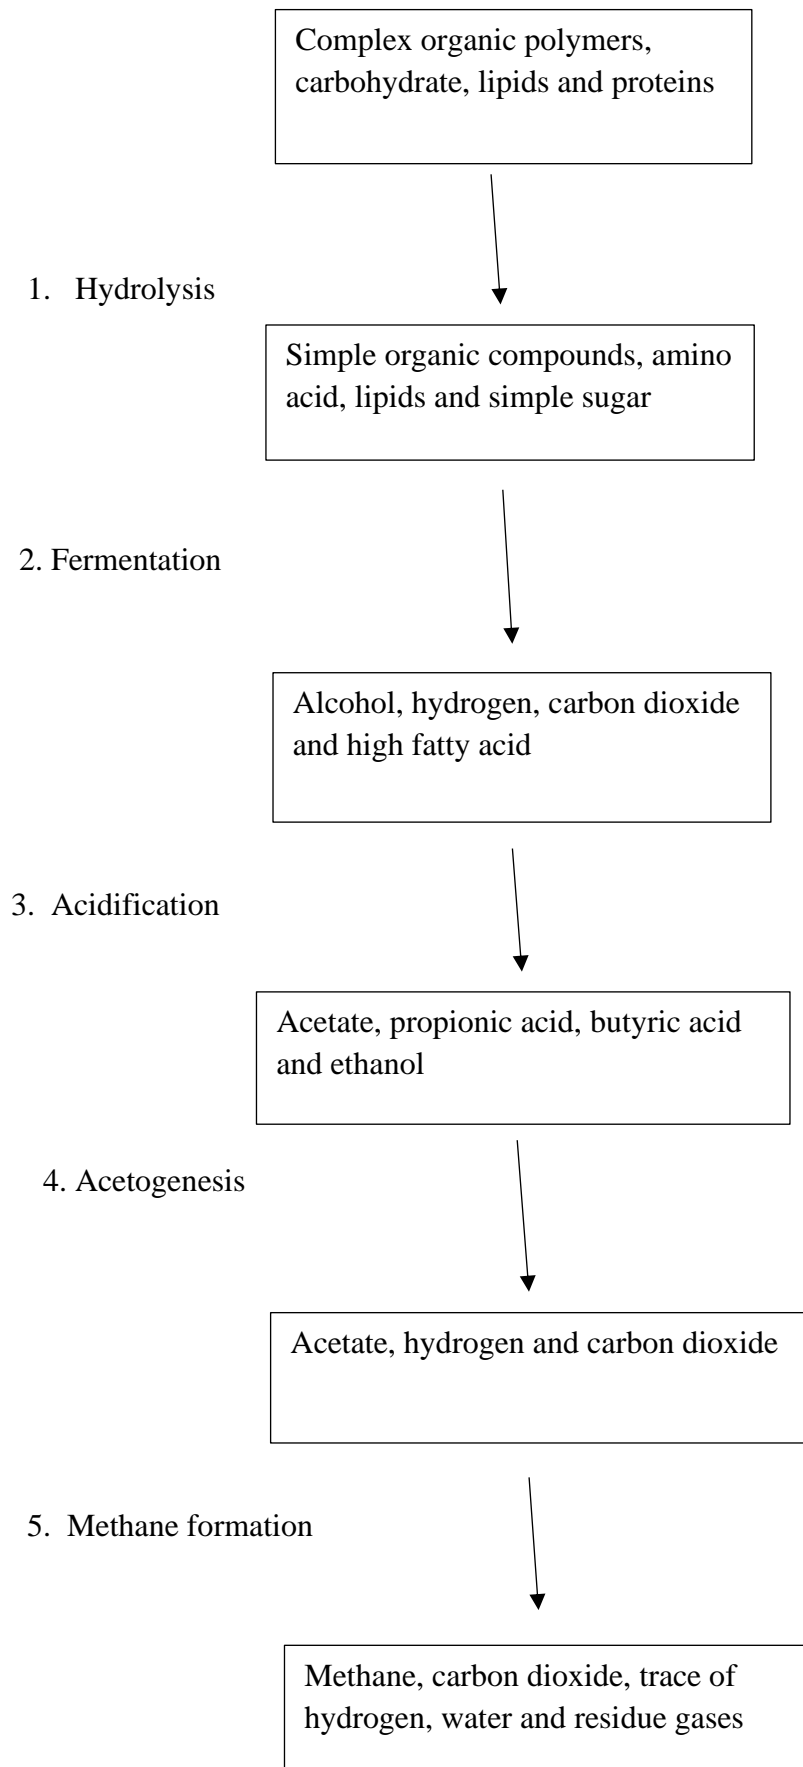 Complex organic polymers,
carbohydrate, lipids and proteins
1. Hydrolysis
Simple organic compounds, amino
acid, lipids and simple sugar
2. Fermentation
Alcohol, hydrogen, carbon dioxide
and high fatty acid
3. Acidification
Acetate, propionic acid, butyric acid
and ethanol
4. Acetogenesis
Acetate, hydrogen and carbon dioxide
5. Methane formation
Methane, carbon dioxide, trace of
hydrogen, water and residue gases